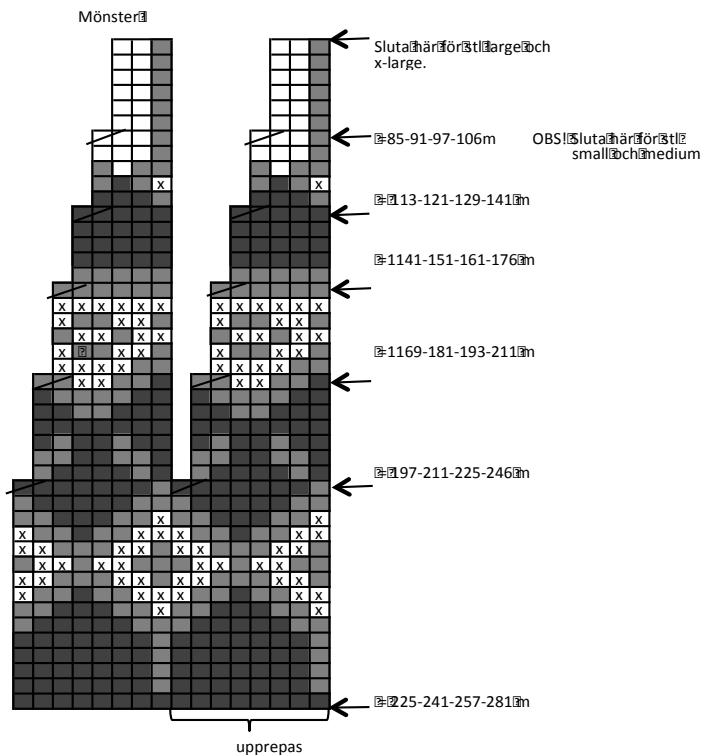 Mönster
Sluta här för stl large och
x-large.
=85-91-97-106m
OBS! Sluta här för stl
small och medium
=113-121-129-141 m
=1141-151-161-176 m
=1169-181-193-211 m
=197-211-225-246 m
=225-241-257-281 m
upprepas